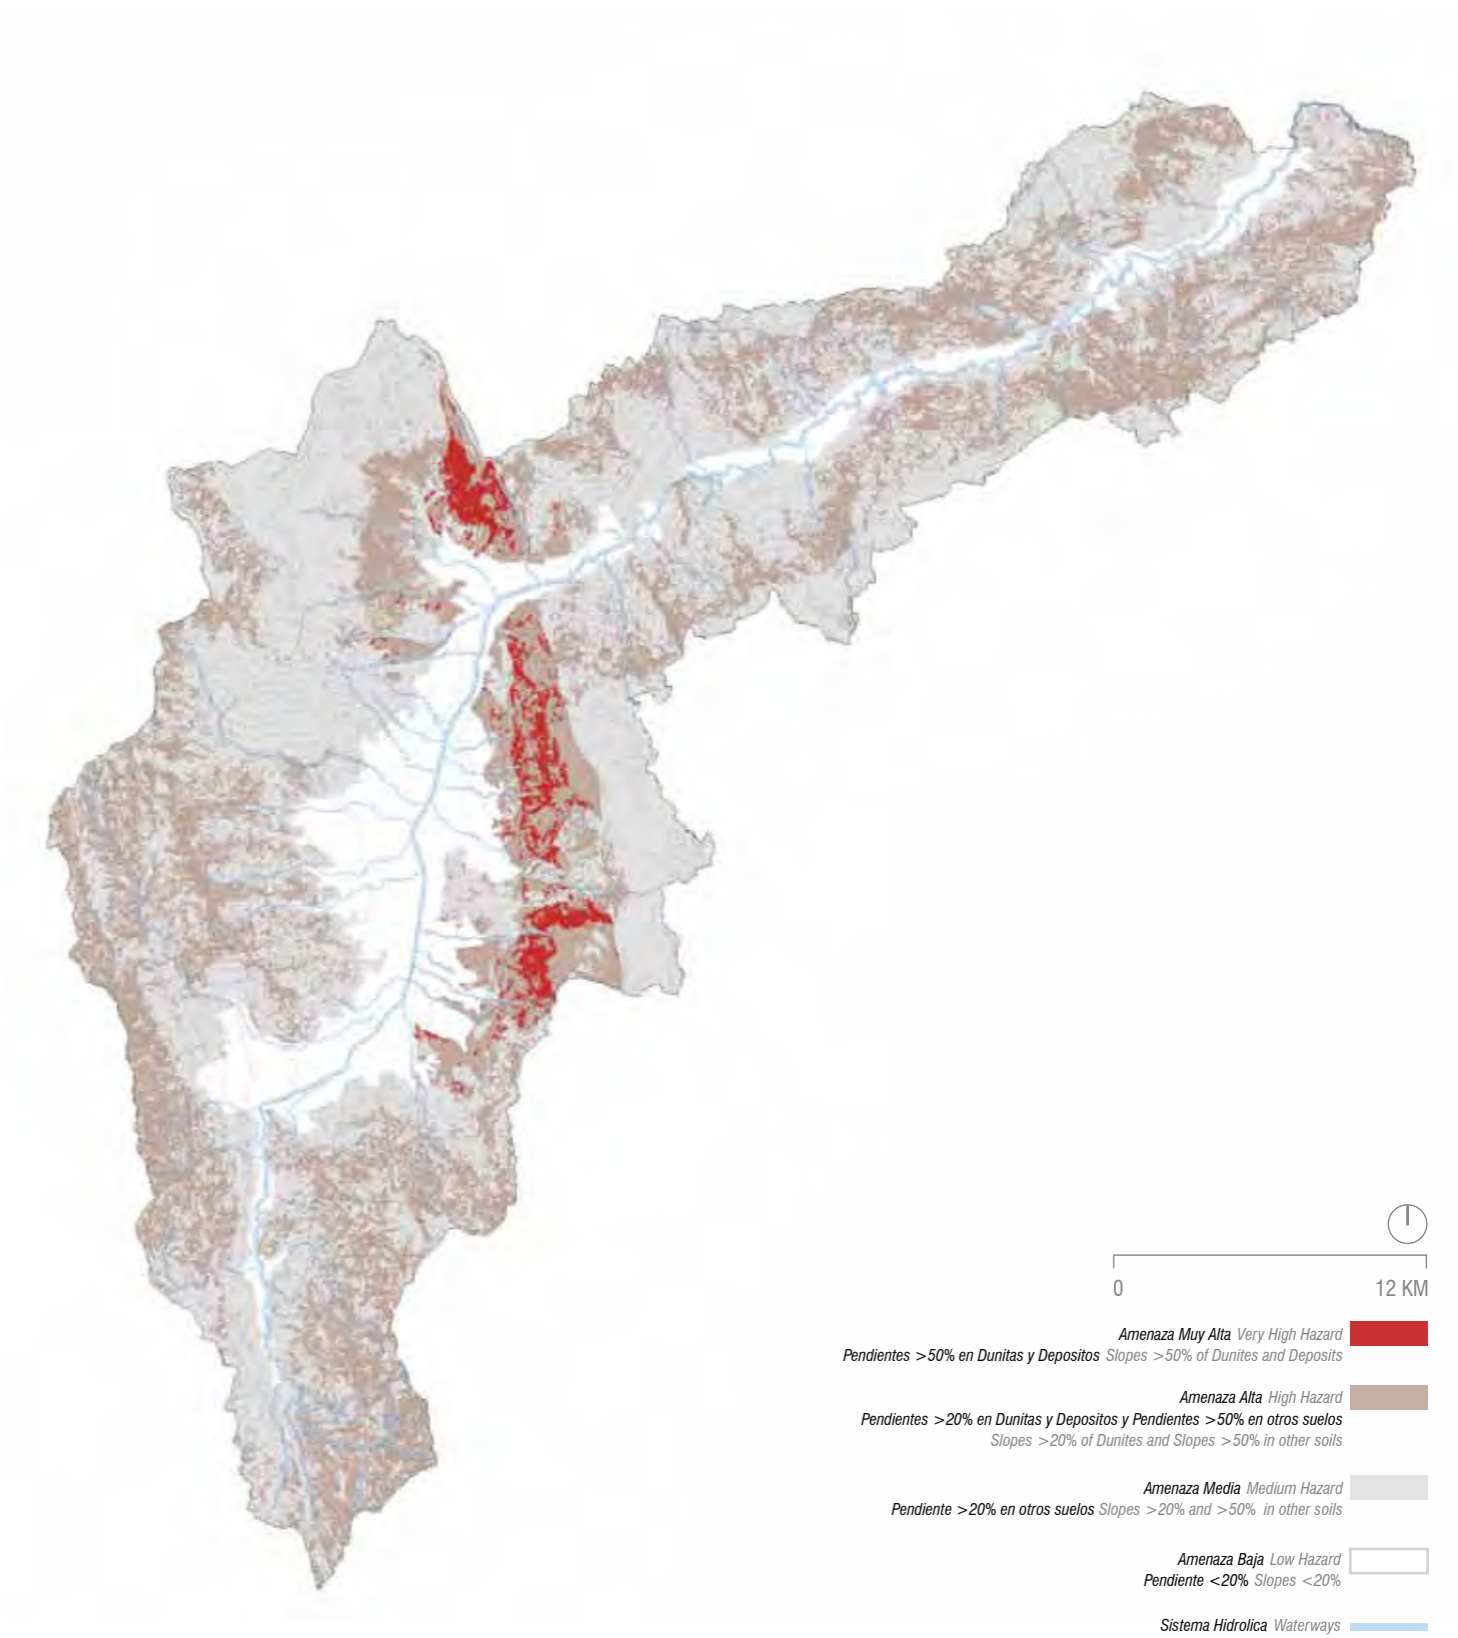 0 12 KM
Amenaza Muy Alta Very High Hazard
Pendientes >50% en Dunitas y Depositos Slopes >50% of Dunites and Deposits
Amenaza Alta High Hazard
Pendientes >20% en Dunitas y Depositos y Pendientes >50% en otros suelos
Slopes >20% of Dunites and Slopes >50% in other soils
Amenaza Media Medium Hazard
Pendiente >20% en otros suelos Slopes >20% and >50% in other soils
Amenaza Baja Low Hazard
Pendiente <20% Slopes <20%
Sistema Hidrolica Waterways